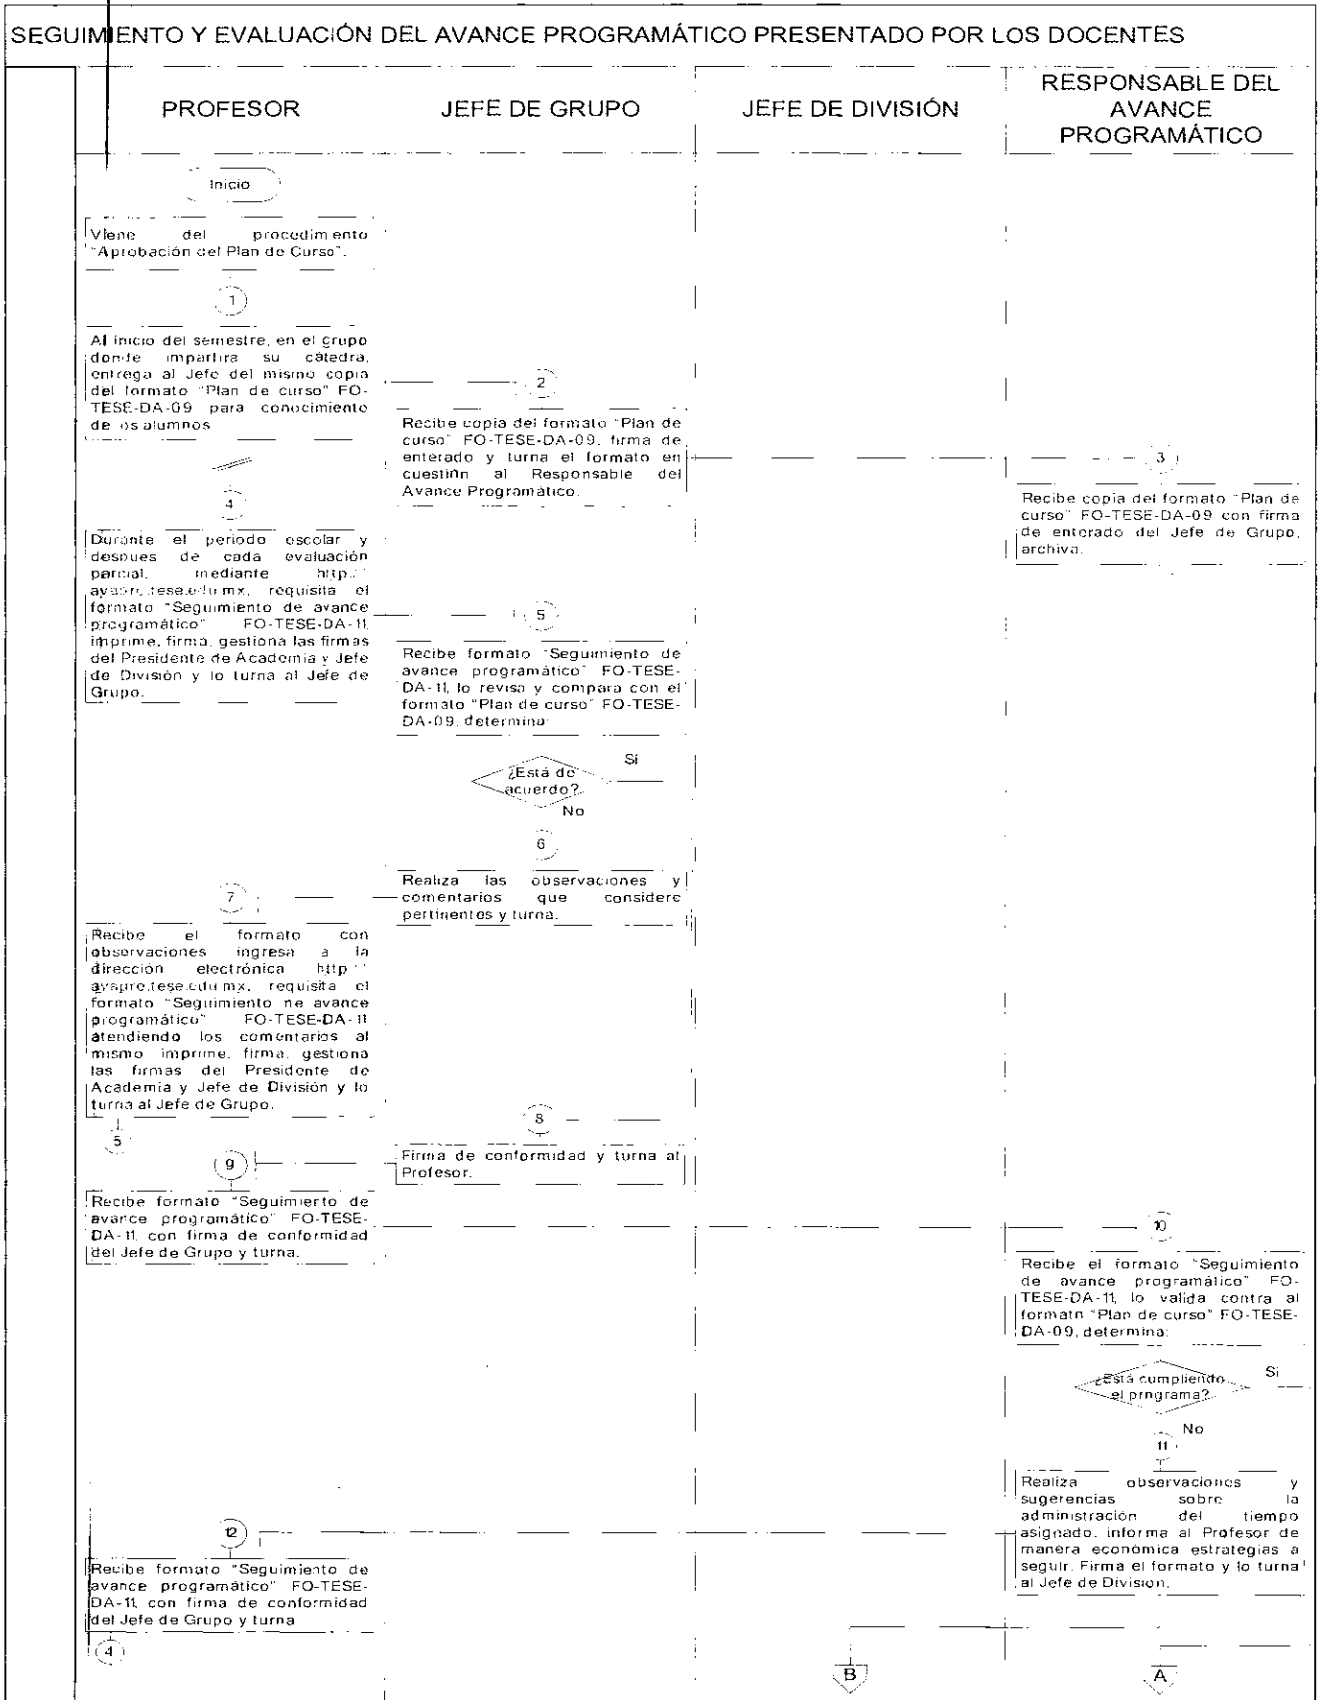 SEGUIMIENTO Y EVALUACIÓN DEL AVANCE PROGRAMÁTICO PRESENTADO POR LOS DOCENTES
PROFESOR
JEFE DE GRUPO
JEFE DE DIVISIÓN
RESPONSABLE DEL
AVANCE
PROGRAMÁTICO
Inicio
Viene del procedimiento
"Aprobación del Plan de Curso".
1
Al inicio del semestre, en el grupo
donde impartira su cátedra,
entrega al Jefe del mismo copia
del formato "Plan de curso" FO-
TESE-DA-09 para conocimiento
de los alumnos
2
Recibe copia del formato "Plan de
curso" FO-TESE-DA-09, firma de
enterado y turna el formato en
cuestión al Responsable del
Avance Programático.
3
Recibe copia del formato "Plan de
curso" FO-TESE-DA-09 con firma
de enterado del Jefe de Grupo,
archiva.
4
Durante el periodo escolar y
despues de cada evaluación
parcial, mediante http:
tese.edu.mx, requisita el
formato "Seguimiento de avance
programático" FO-TESE-DA-11,
imprime, firma, gestiona las firmas
del Presidente de Academia y Jefe
de División y lo turna al Jefe de
Grupo.
5
Recibe formato "Seguimiento de
avance programático" FO-TESE-
DA-11, lo revisa y compara con el
formato "Plan de curso" FO-TESE-
DA-09, determina:
¿Está de
acuerdo?
Si
No
6
Realiza las observaciones y
comentarios que considere
pertinentes y turna.
7
Recibe el formato con
observaciones ingresa a la
dirección electrónica http
tese.edu.mx, requisita el
formato "Seguimiento de avance
programático" FO-TESE-DA-11
atendiendo los comentarios al
mismo imprime, firma, gestiona
las firmas del Presidente de
Academia y Jefe de División y lo
turna al Jefe de Grupo.
5
8
Firma de conformidad y turna al
Profesor.
9
Recibe formato "Seguimiento de
avance programático" FO-TESE-
DA-11, con firma de conformidad
del Jefe de Grupo y turna.
10
Recibe el formato "Seguimiento
de avance programático" FO-
TESE-DA-11, lo valida contra al
formato "Plan de curso" FO-TESE-
DA-09, determina:
¿Está cumpliendo
el programa?
Si
No
11
Realiza observaciones y
sugerencias sobre la
administración del tiempo
asignado, informa al Profesor de
manera económica estrategias a
seguir. Firma el formato y lo turna
al Jefe de Division.
12
Recibe formato "Seguimiento de
avance programático" FO-TESE-
DA-11, con firma de conformidad
del Jefe de Grupo y turna
4
B
A